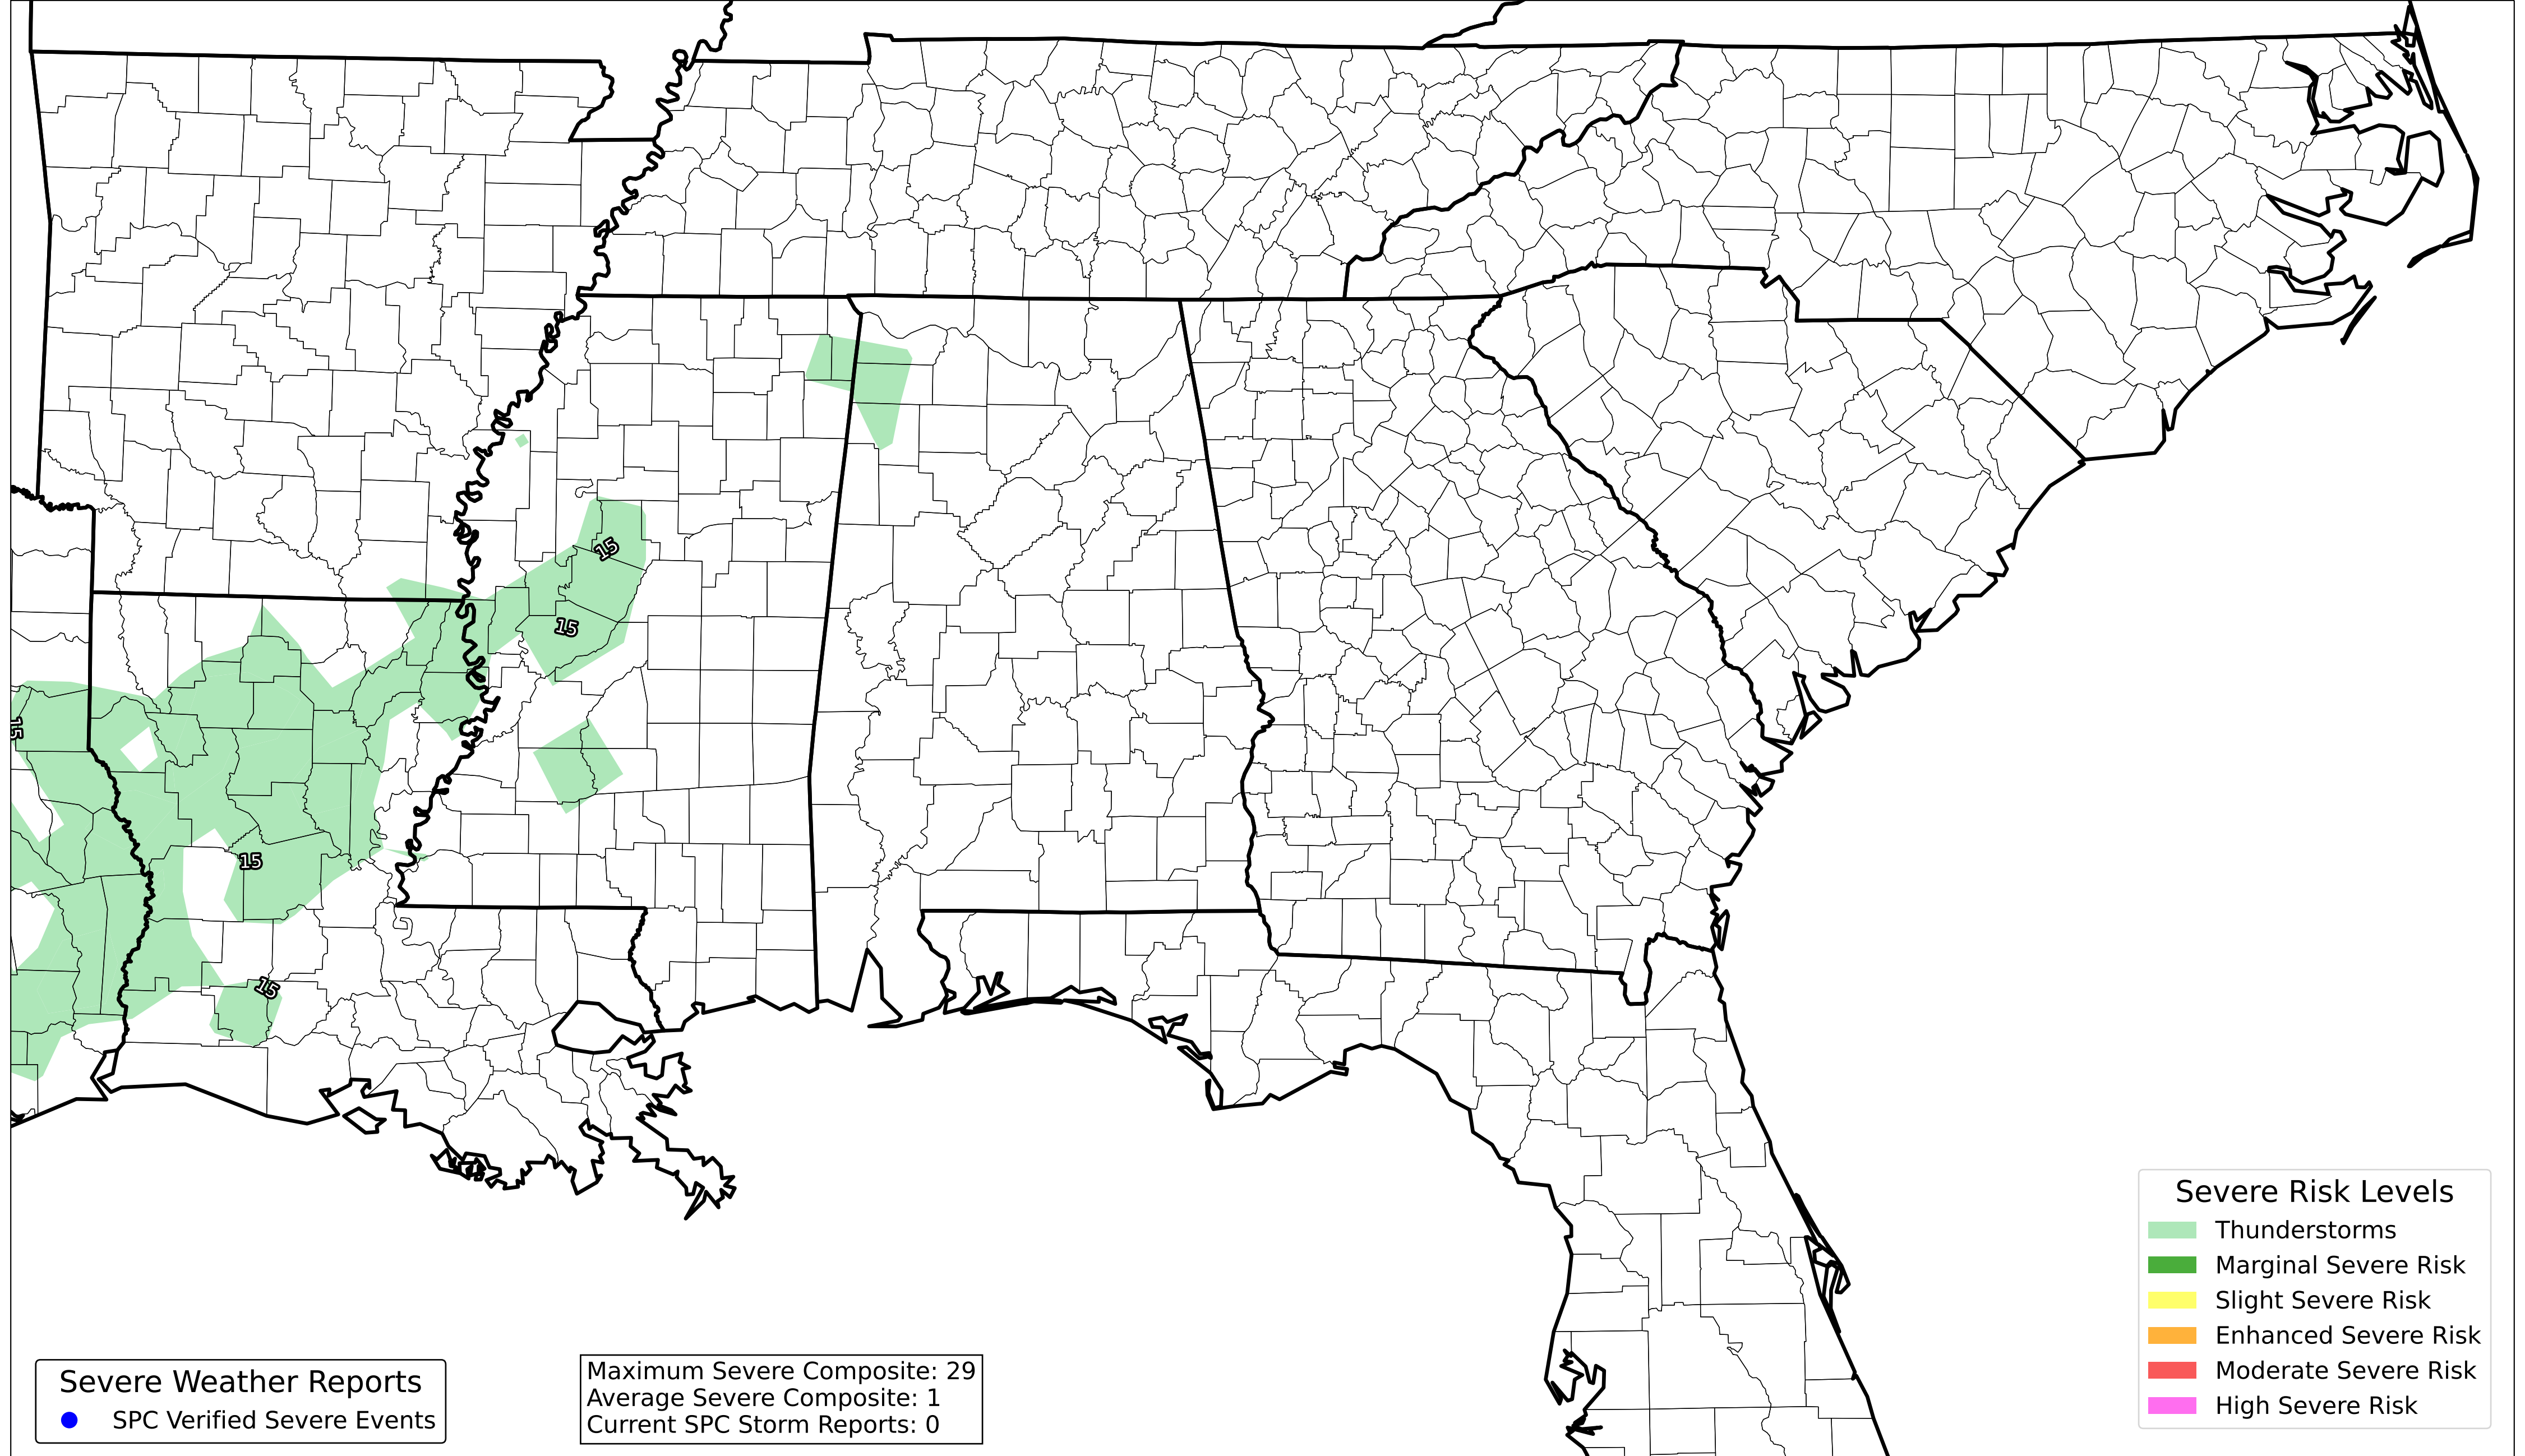 15
15
15
15
15
Severe Risk Levels
Thunderstorms
Marginal Severe Risk
Slight Severe Risk
Enhanced Severe Risk
Moderate Severe Risk
High Severe Risk
Severe Weather Reports
SPC Verified Severe Events
Maximum Severe Composite: 29
Average Severe Composite: 1
Current SPC Storm Reports: 0